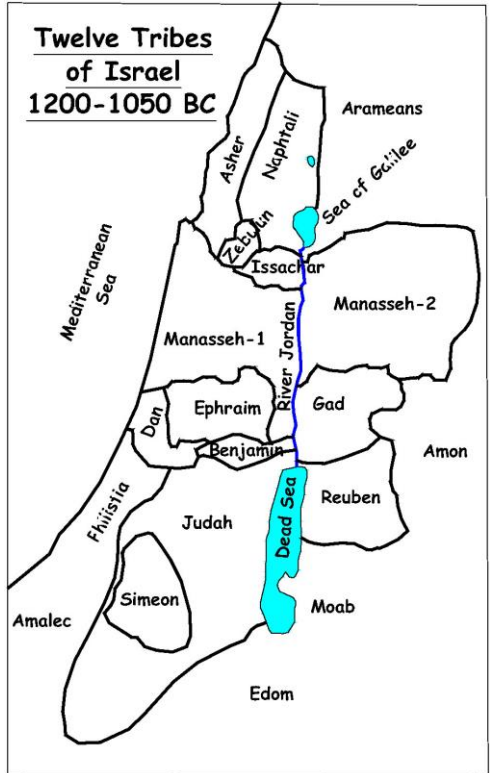 Twelve Tribes
of Israel
1200-1050 BC
Arameans
Asher
Naphtali
Sea of Galilee
Zebulun
Issachar
Mediterranean
Sea
Manasseh-2
Manasseh-1
River Jordan
Dan
Ephraim
Gad
Benjamin
Amon
Philistia
Dead Sea
Reuben
Judah
Simeon
Amalec
Moab
Edom